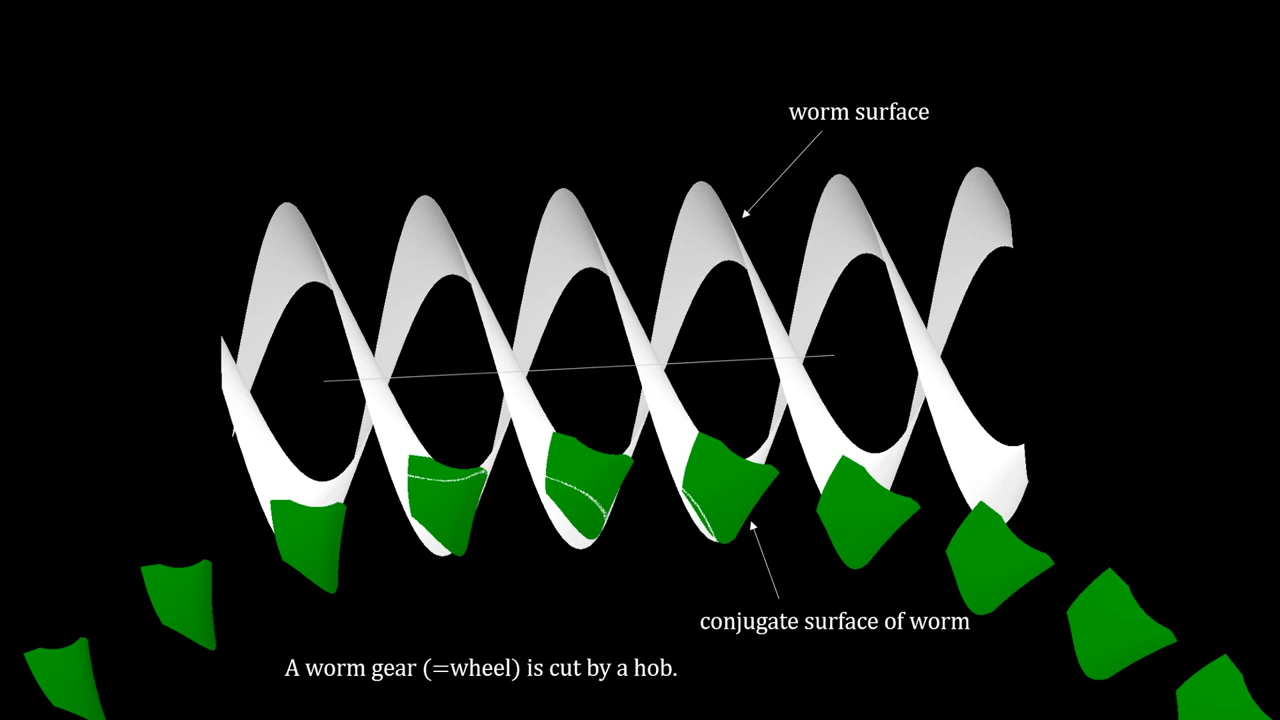 worm surface
conjugate surface of worm
A worm gear (=wheel) is cut by a hob.